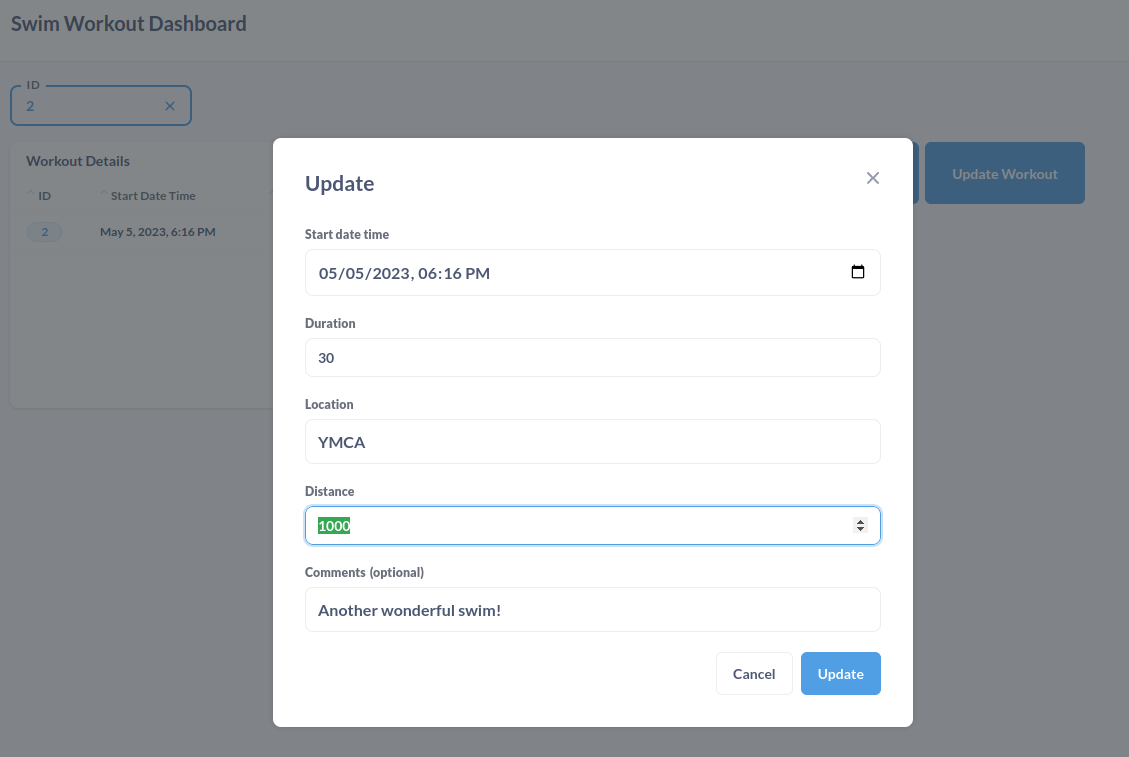 Swim Workout Dashboard
ID
2
Workout Details
ID Start Date Time
2 May 5, 2023, 6:16 PM
Update Workout
Update
Start date time
05/05/2023, 06:16 PM
Duration
30
Location
YMCA
Distance
1000
Comments (optional)
Another wonderful swim!
Cancel Update